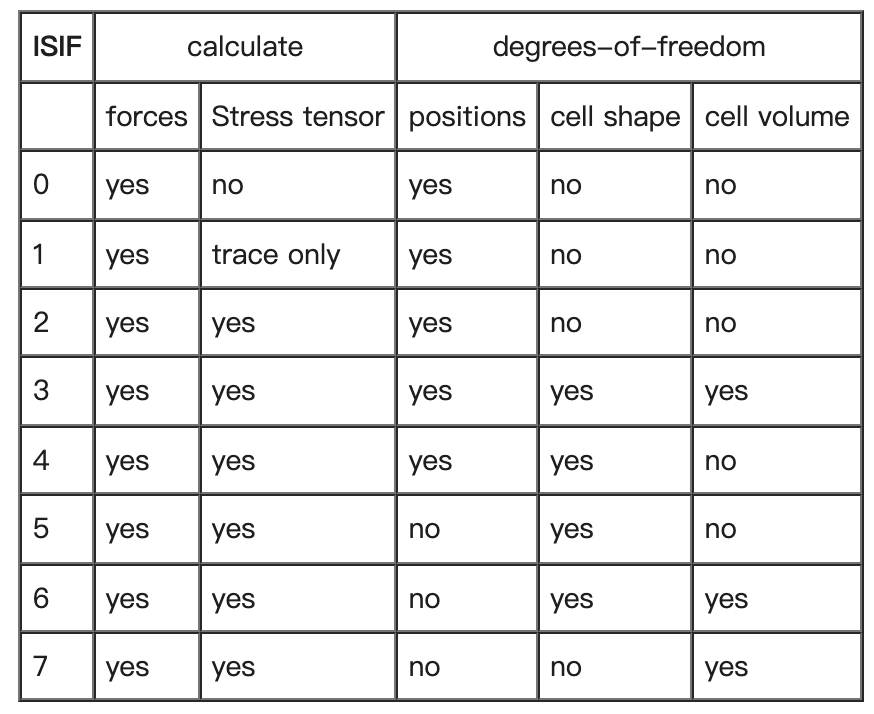 ISIF calculate degrees–of–freedom
forces Stress tensor positions cell shape cell volume
0 yes no yes no no
1 yes trace only yes no no
2 yes yes yes no no
3 yes yes yes yes yes
4 yes yes yes yes no
5 yes yes no yes no
6 yes yes no yes yes
7 yes yes no no yes